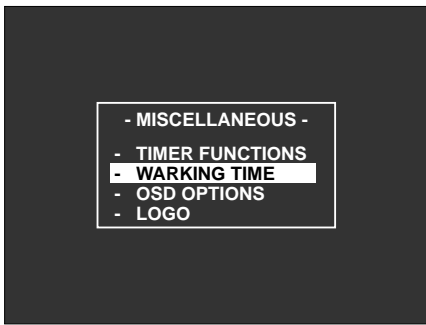 - MISCELLANEOUS -
- TIMER FUNCTIONS
- WARKING TIME
- OSD OPTIONS
- LOGO